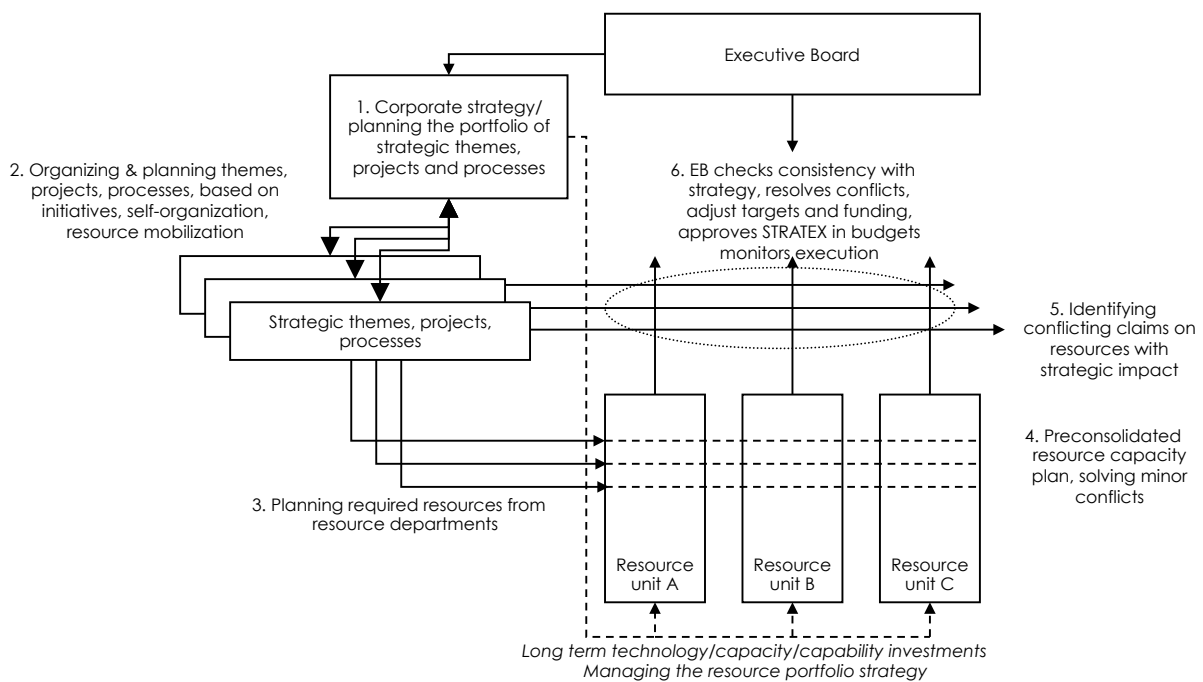 Executive Board
1. Corporate strategy/
planning the portfolio of
strategic themes,
projects and processes
2. Organizing & planning themes,
projects, processes, based on
initiatives, self-organization,
resource mobilization
6. EB checks consistency with
strategy, resolves conflicts,
adjust targets and funding,
approves STRATEX in budgets
monitors execution
Strategic themes, projects,
processes
5. Identifying
conflicting claims on
resources with
strategic impact
4. Preconsolidated
resource capacity
plan, solving minor
conflicts
3. Planning required resources from
resource departments
Resource
unit A
Resource
unit B
Resource
unit C
Long term technology/capacity/capability investments
Managing the resource portfolio strategy